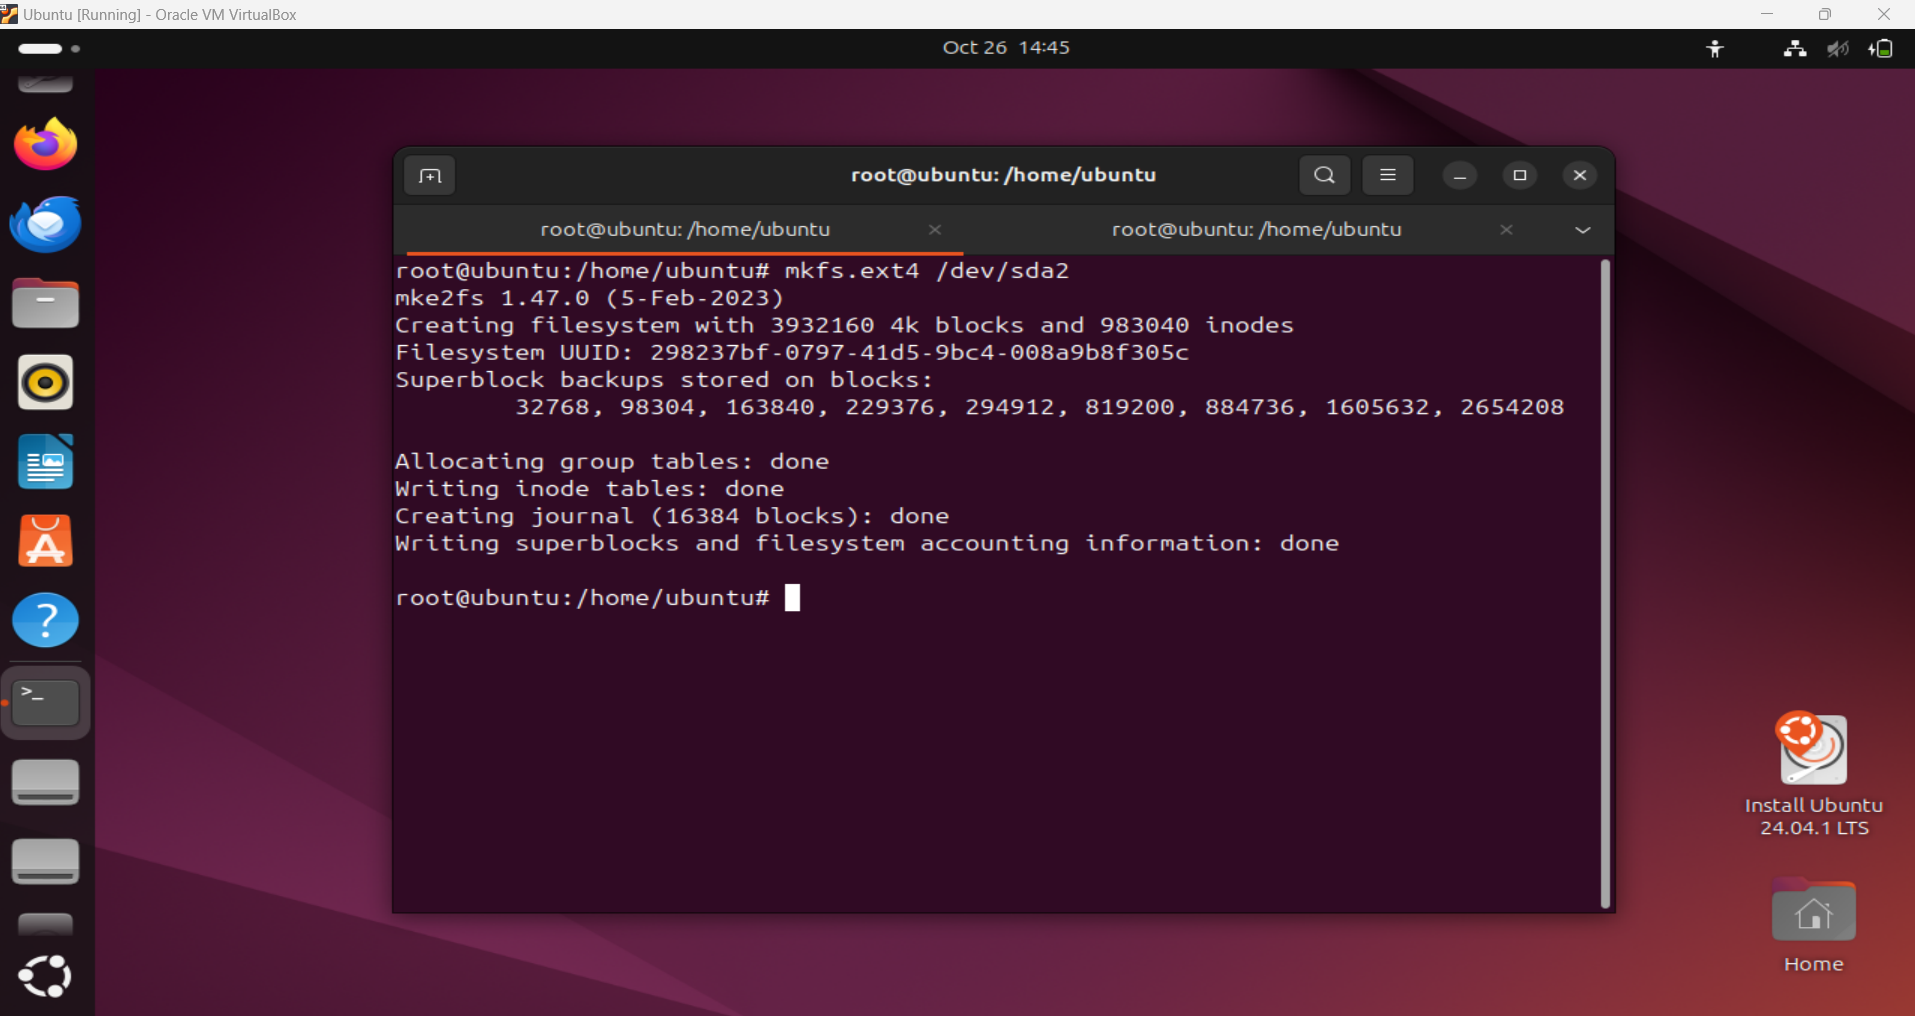 Ubuntu [Running] - Oracle VM VirtualBox
Oct 26 14:45
root@ubuntu: /home/ubuntu
root@ubuntu: /home/ubuntu
root@ubuntu: /home/ubuntu
root@ubuntu:/home/ubuntu# mkfs.ext4 /dev/sda2
mke2fs 1.47.0 (5-Feb-2023)
Creating filesystem with 3932160 4k blocks and 983040 inodes
Filesystem UUID: 298237bf-0797-41d5-9bc4-008a9b8f305c
Superblock backups stored on blocks:
32768, 98304, 163840, 229376, 294912, 819200, 884736, 1605632, 2654208
Allocating group tables: done
Writing inode tables: done
Creating journal (16384 blocks): done
Writing superblocks and filesystem accounting information: done
root@ubuntu:/home/ubuntu#
Install Ubuntu
24.04.1 LTS
Home